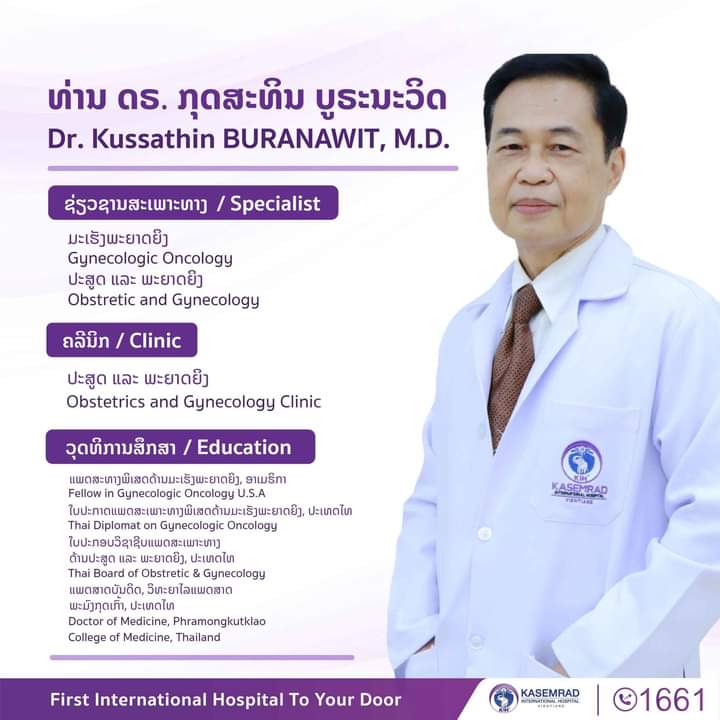 ທ່ານ ດຣ. ກຸດສະທິນ ບູຣະນະວິດ
Dr. Kussathin BURANAWIT, M.D.
ຊ່ຽວຊານສະເພາະທາງ / Specialist
ມະເຮັງພະຍາດຍິງ
Gynecologic Oncology
ປະສູດ ແລະ ພະຍາດຍິງ
Obstretic and Gynecology
ຄລີນິກ / Clinic
ປະສູດ ແລະ ພະຍາດຍິງ
Obstetrics and Gynecology Clinic
ວຸດທິການສຶກສາ / Education
ແພດສະທາງພິເສດດ້ານມະເຮັງພະຍາດຍິງ, ອາເມຣິກາ
Fellow in Gynecologic Oncology U.S.A
ໃບປະກາດແພດສະເພາະທາງພິເສດດ້ານມະເຮັງພະຍາດຍິງ, ປະເທດໄທ
Thai Diplomat on Gynecologic Oncology
ໃບປະກອບວິຊາຊີບແພດສະເພາະທາງ
ດ້ານປະສູດ ແລະ ພະຍາດຍິງ, ປະເທດໄທ
Thai Board of Obstetric & Gynecology
ແພດສາດບັນດິດ, ວິທະຍາໄລແພດສາດ
ພະມົງກຸດເກົ້າ, ປະເທດໄທ
Doctor of Medicine, Phramongkutklao
College of Medicine, Thailand
KIH
KASEMRAD
INTERNATIONAL HOSPITAL
VIENTIANE
First International Hospital To Your Door
KIH
KASEMRAD
INTERNATIONAL HOSPITAL
VIENTIANE
1661